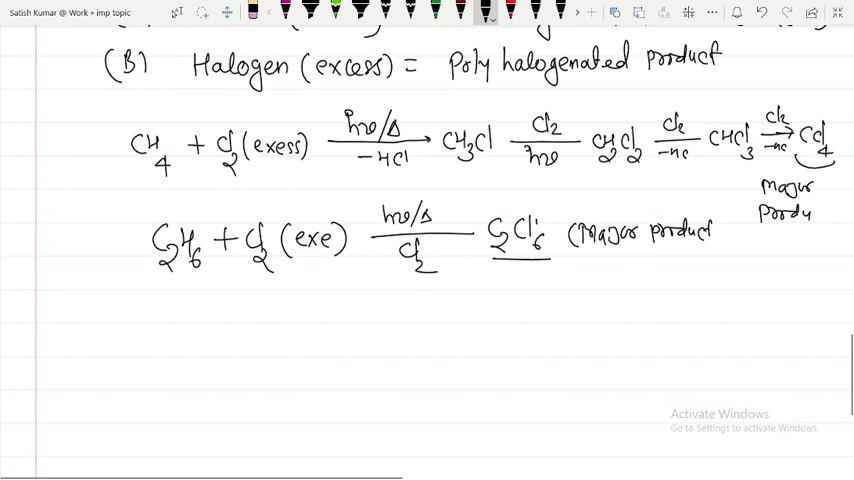 Satish Kumar @ Work » imp topic
(B) Halogen (excess) = Poly halogenated product
CH4 + Cl2 (exess) hν/Δ -HCl → CH3Cl Cl2 hν CH2Cl2 Cl2 -HC CHCl3 Cl2 -HC → CCl4
Major
Produ
C2H6 + Cl2 (exe) hν/Δ Cl2 C2Cl6 (Major product
Activate Windows
Go to Settings to activate Windows.